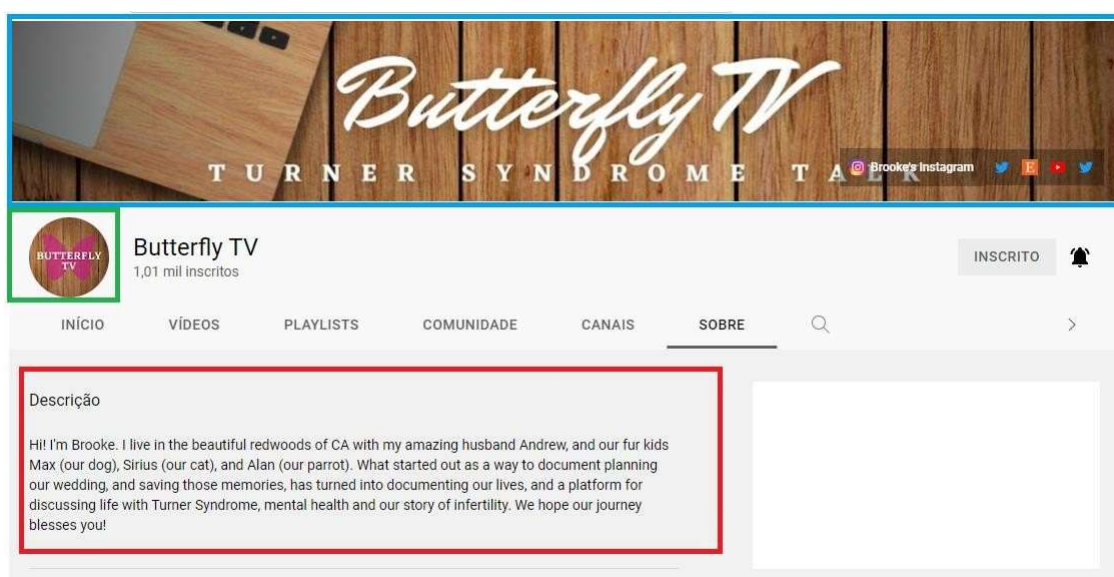 Butterfly TV
TURNER SYNDROME TALK
Brooke's Instagram
BUTTERFLY
TV
Butterfly TV
1,01 mil inscritos
INSCRITO
INÍCIO VÍDEOS PLAYLISTS COMUNIDADE CANAIS SOBRE
Descrição
Hi! I'm Brooke. I live in the beautiful redwoods of CA with my amazing husband Andrew, and our fur kids
Max (our dog), Sirius (our cat), and Alan (our parrot). What started out as a way to document planning
our wedding, and saving those memories, has turned into documenting our lives, and a platform for
discussing life with Turner Syndrome, mental health and our story of infertility. We hope our journey
blesses you!